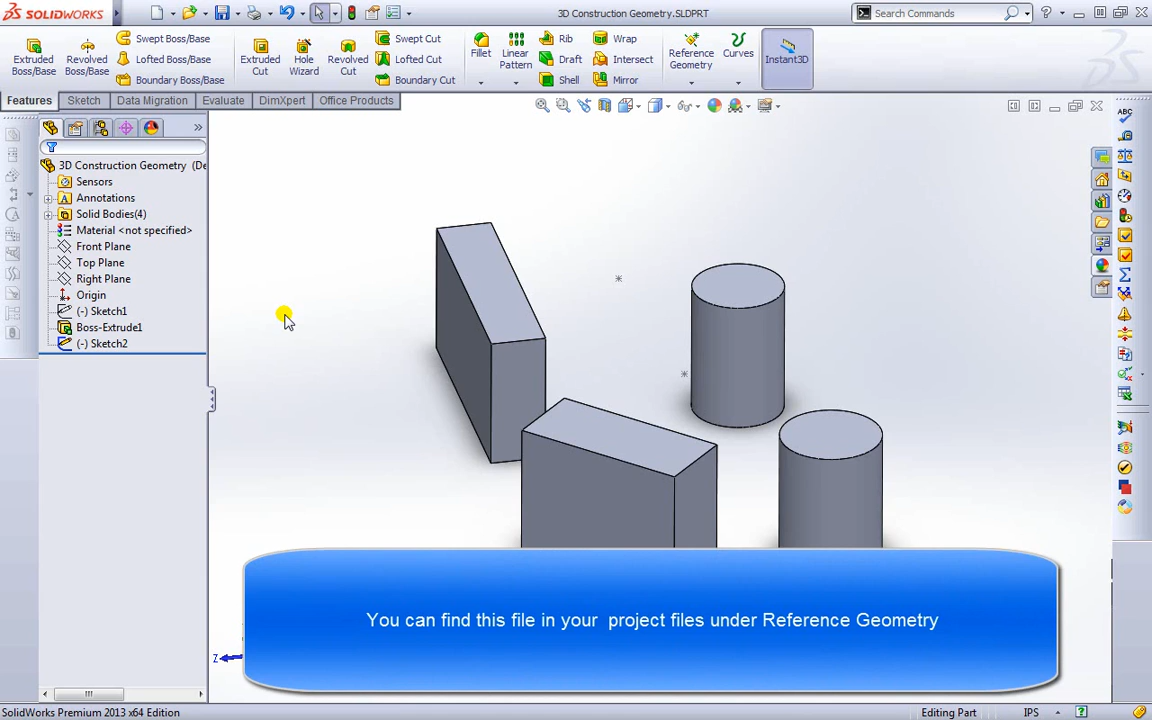 SOLIDWORKS
3D Construction Geometry.SLDPRT
Search Commands
Extruded Boss/Base
Revolved Boss/Base
Swept Boss/Base
Lofted Boss/Base
Boundary Boss/Base
Extruded Cut
Hole Wizard
Revolved Cut
Swept Cut
Lofted Cut
Boundary Cut
Fillet
Linear Pattern
Rib
Draft
Shell
Wrap
Intersect
Mirror
Reference Geometry
Curves
Instant3D
Features
Sketch
Data Migration
Evaluate
DimXpert
Office Products
3D Construction Geometry (De
Sensors
Annotations
Solid Bodies(4)
Material <not specified>
Front Plane
Top Plane
Right Plane
Origin
(-) Sketch1
Boss-Extrude1
(-) Sketch2
You can find this file in your project files under Reference Geometry
Z
SolidWorks Premium 2013 x64 Edition
Editing Part
IPS